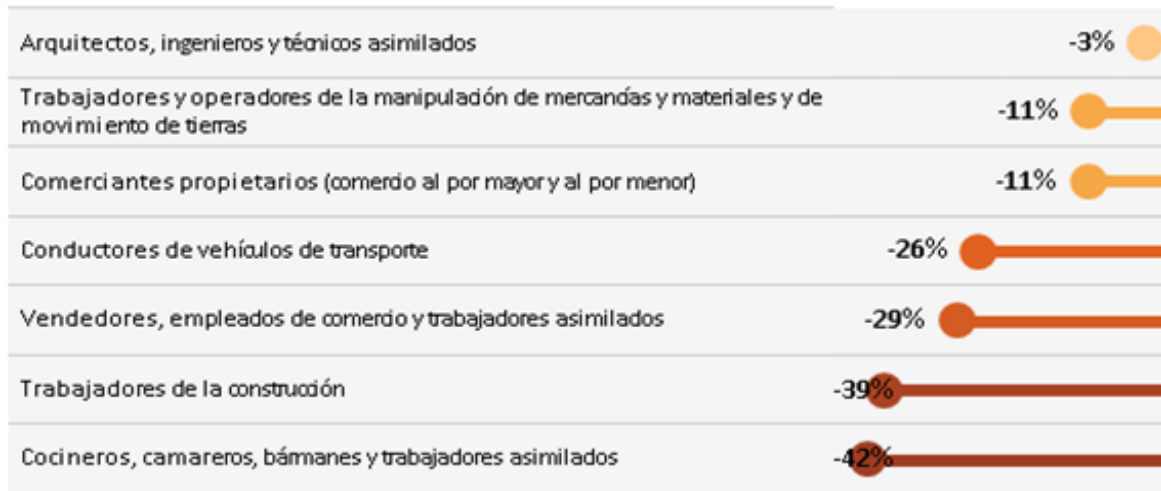 Arquitectos, ingenieros y técnicos asimilados
-3%
Trabajadores y operadores de la manipulación de mercancías y materiales y de
movimiento de tierras
-11%
Comerciantes propietarios (comercio al por mayor y al por menor)
-11%
Conductores de vehículos de transporte
-26%
Vendedores, empleados de comercio y trabajadores asimilados
-29%
Trabajadores de la construcción
-39%
Cocineros, camareros, bármanes y trabajadores asimilados
-42%